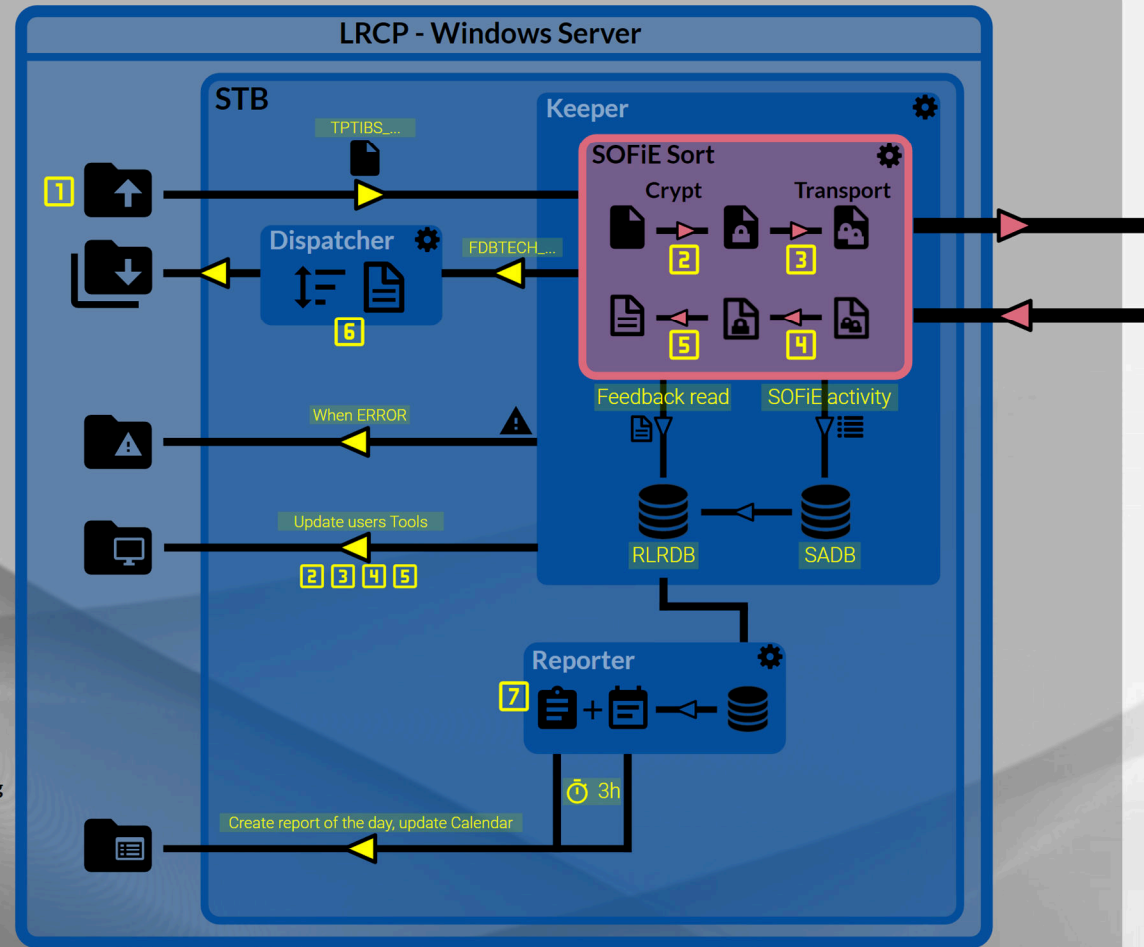 LRCP - Windows Server
STB
Keeper
TPTIBS_...
SOFiE Sort
Crypt
Transport
1
2
3
Dispatcher
FDBTECH_...
6
5
4
Feedback read
SOFiE activity
When ERROR
Update users Tools
2 3 4 5
RLRDB
SADB
Reporter
7
+
3h
Create report of the day, update Calendar
g